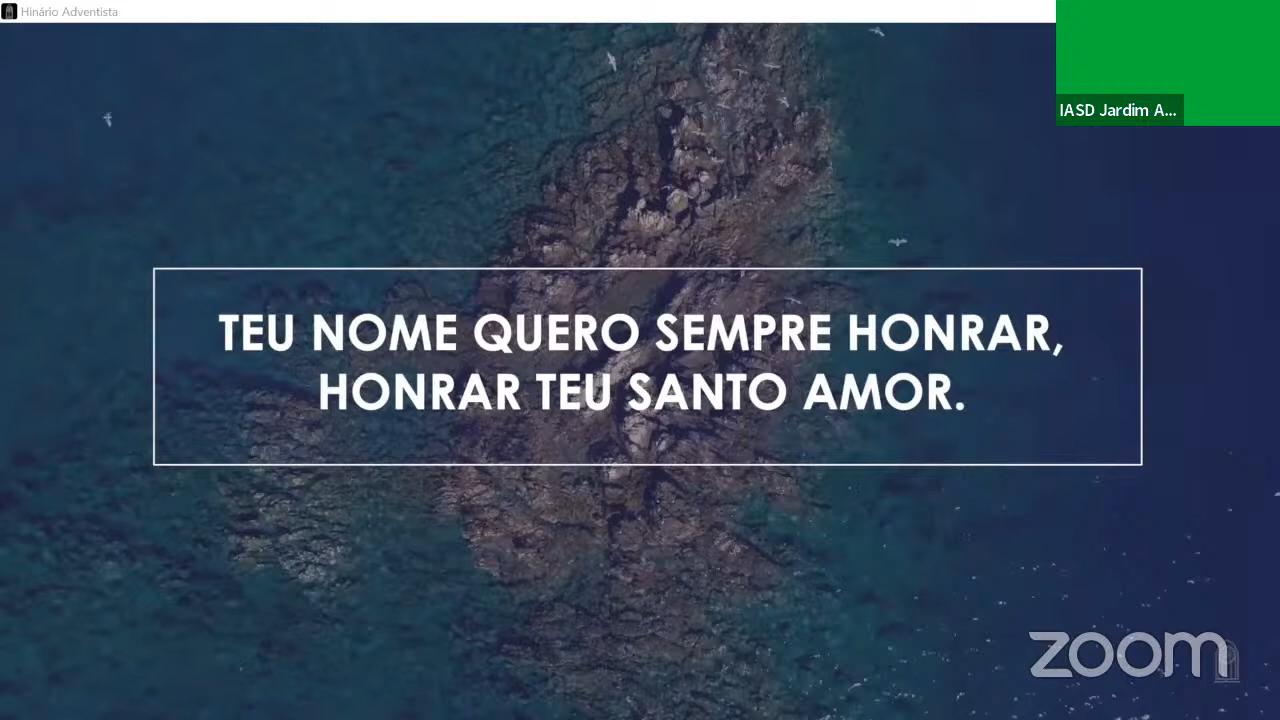 Hinário Adventista
IASD Jardim A...
TEU NOME QUERO SEMPRE HONRAR,
HONRAR TEU SANTO AMOR.
zoom